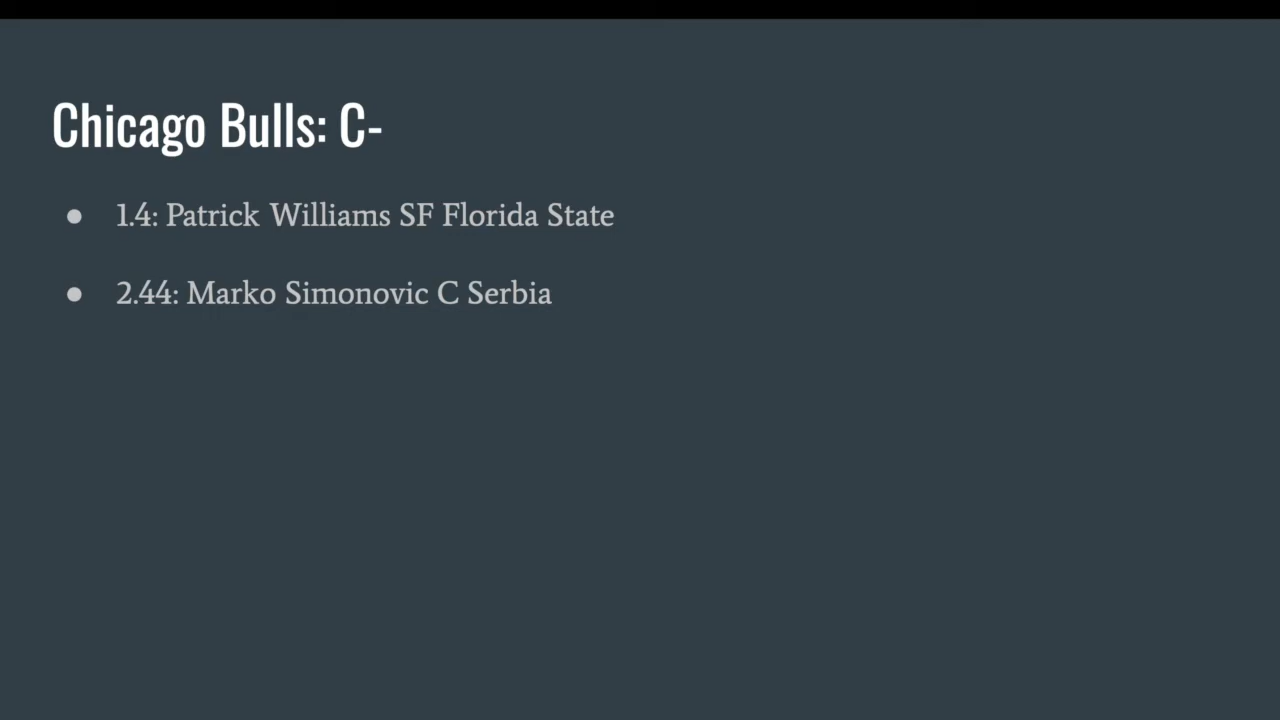 Chicago Bulls: C-
● 1.4: Patrick Williams SF Florida State
● 2.44: Marko Simonovic C Serbia